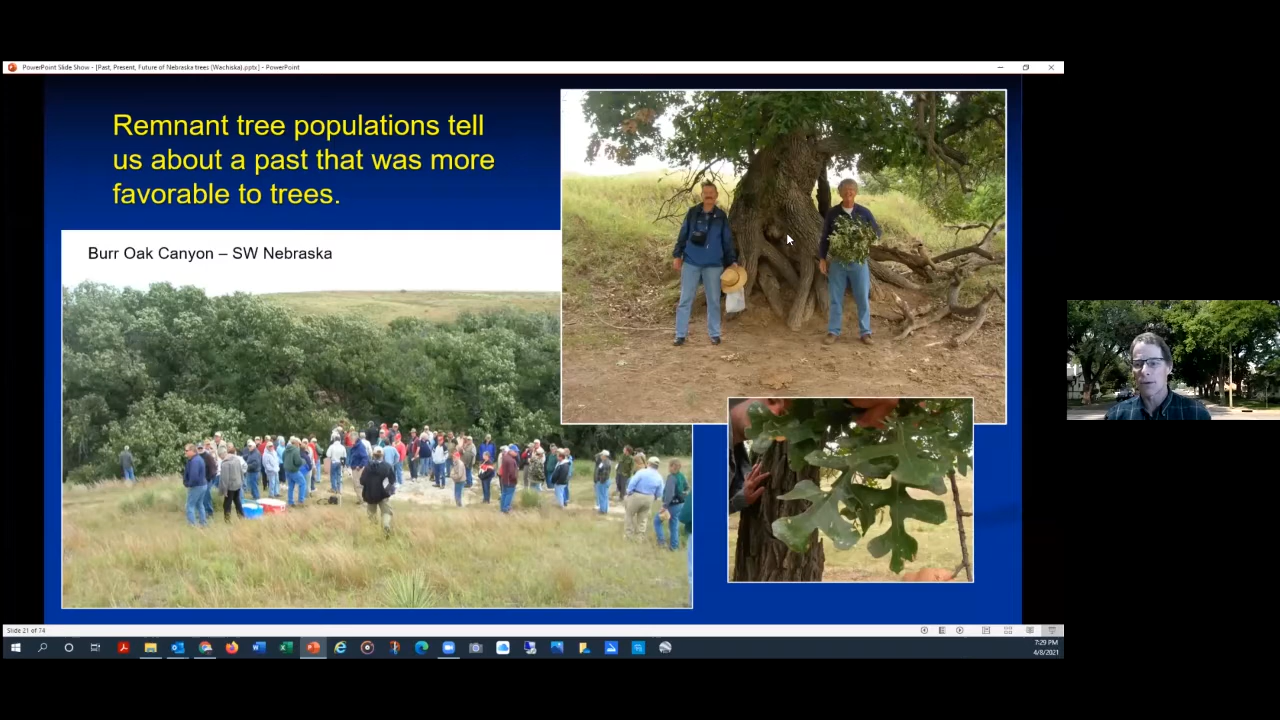 PowerPoint Slide Show - [Past, Present, Future of Nebraska trees (Wachiska).pptx] - PowerPoint
Remnant tree populations tell
us about a past that was more
favorable to trees.
Burr Oak Canyon – SW Nebraska
Slide 21 of 74
7:29 PM
4/8/2021